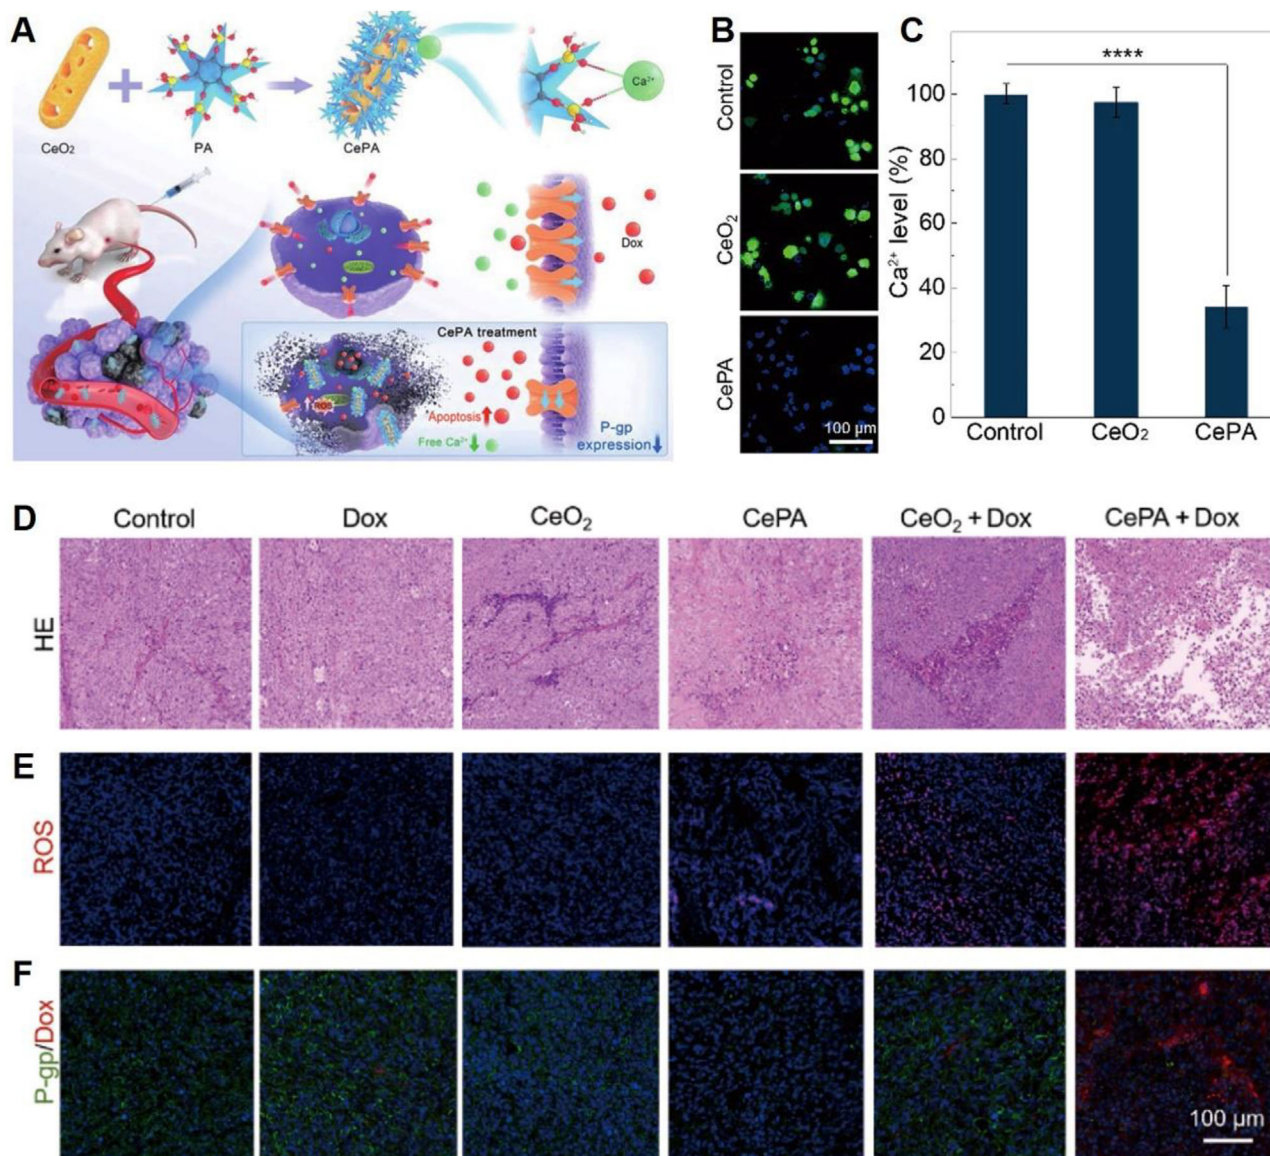 A
CeO2
PA
CePA
Ca2+
Dox
CePA treatment
ROS
Apoptosis
Free Ca2+
P-gp
expression
B
Control
CeO2
CePA
100 μm
C
****
Ca2+ level (%)
100
80
60
40
20
0
Control
CeO2
CePA
D
Control
Dox
CeO2
CePA
CeO2 + Dox
CePA + Dox
HE
E
ROS
F
P-gp/Dox
100 μm